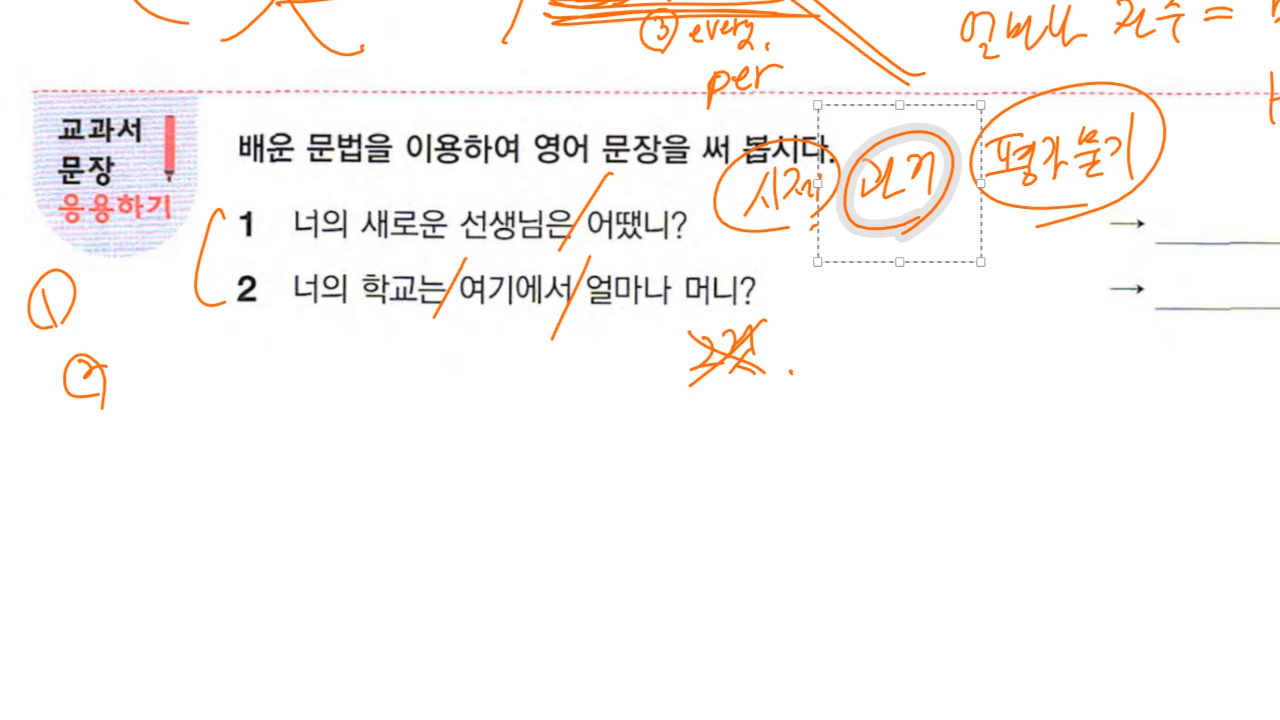 ③ every.
per
얼마나
교과서
문장
응용하기
배운 문법을 이용하여 영어 문장을 써 봅시다.
시제 과거 평가 묻기
1 너의 새로운 선생님은/어땠니? →
2 너의 학교는/여기에서/얼마나 머니? →
①
②